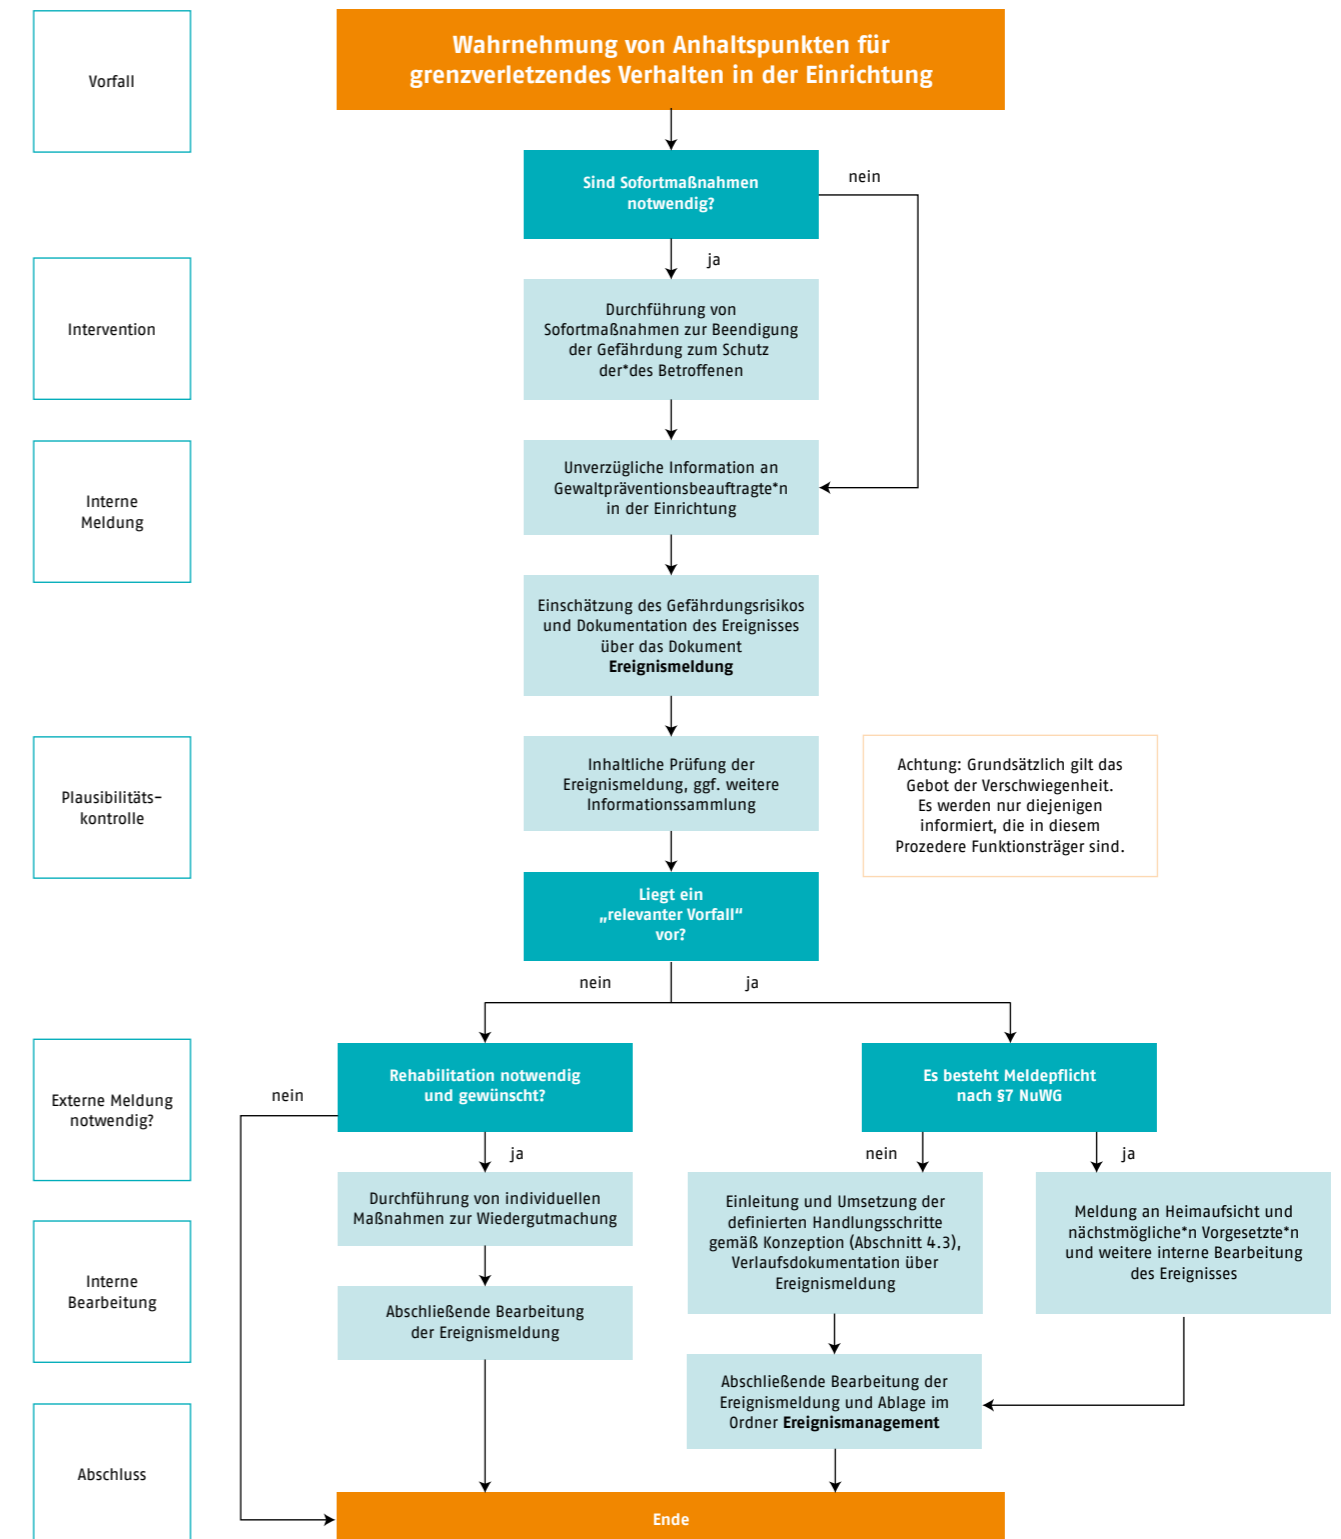 Vorfall
Wahrnehmung von Anhaltspunkten für
grenzverletzendes Verhalten in der Einrichtung
Sind Sofortmaßnahmen
notwendig?
nein
ja
Intervention
Durchführung von
Sofortmaßnahmen zur Beendigung
der Gefährdung zum Schutz
der*des Betroffenen
Interne
Meldung
Unverzügliche Information an
Gewaltpräventionsbeauftragte*n
in der Einrichtung
Einschätzung des Gefährdungsrisikos
und Dokumentation des Ereignisses
über das Dokument
Ereignismeldung
Plausibilitäts-
kontrolle
Inhaltliche Prüfung der
Ereignismeldung, ggf. weitere
Informationssammlung
Achtung: Grundsätzlich gilt das
Gebot der Verschwiegenheit.
Es werden nur diejenigen
informiert, die in diesem
Prozedere Funktionsträger sind.
Liegt ein
„relevanter Vorfall“
vor?
nein
ja
Externe Meldung
notwendig?
nein
Rehabilitation notwendig
und gewünscht?
Es besteht Meldepflicht
nach §7 NuWG
ja
nein
ja
Durchführung von individuellen
Maßnahmen zur Wiedergutmachung
Einleitung und Umsetzung der
definierten Handlungsschritte
gemäß Konzeption (Abschnitt 4.3),
Verlaufsdokumentation über
Ereignismeldung
Meldung an Heimaufsicht und
nächstmögliche*n Vorgesetzte*n
und weitere interne Bearbeitung
des Ereignisses
Interne
Bearbeitung
Abschließende Bearbeitung
der Ereignismeldung
Abschließende Bearbeitung der
Ereignismeldung und Ablage im
Ordner Ereignismanagement
Abschluss
Ende